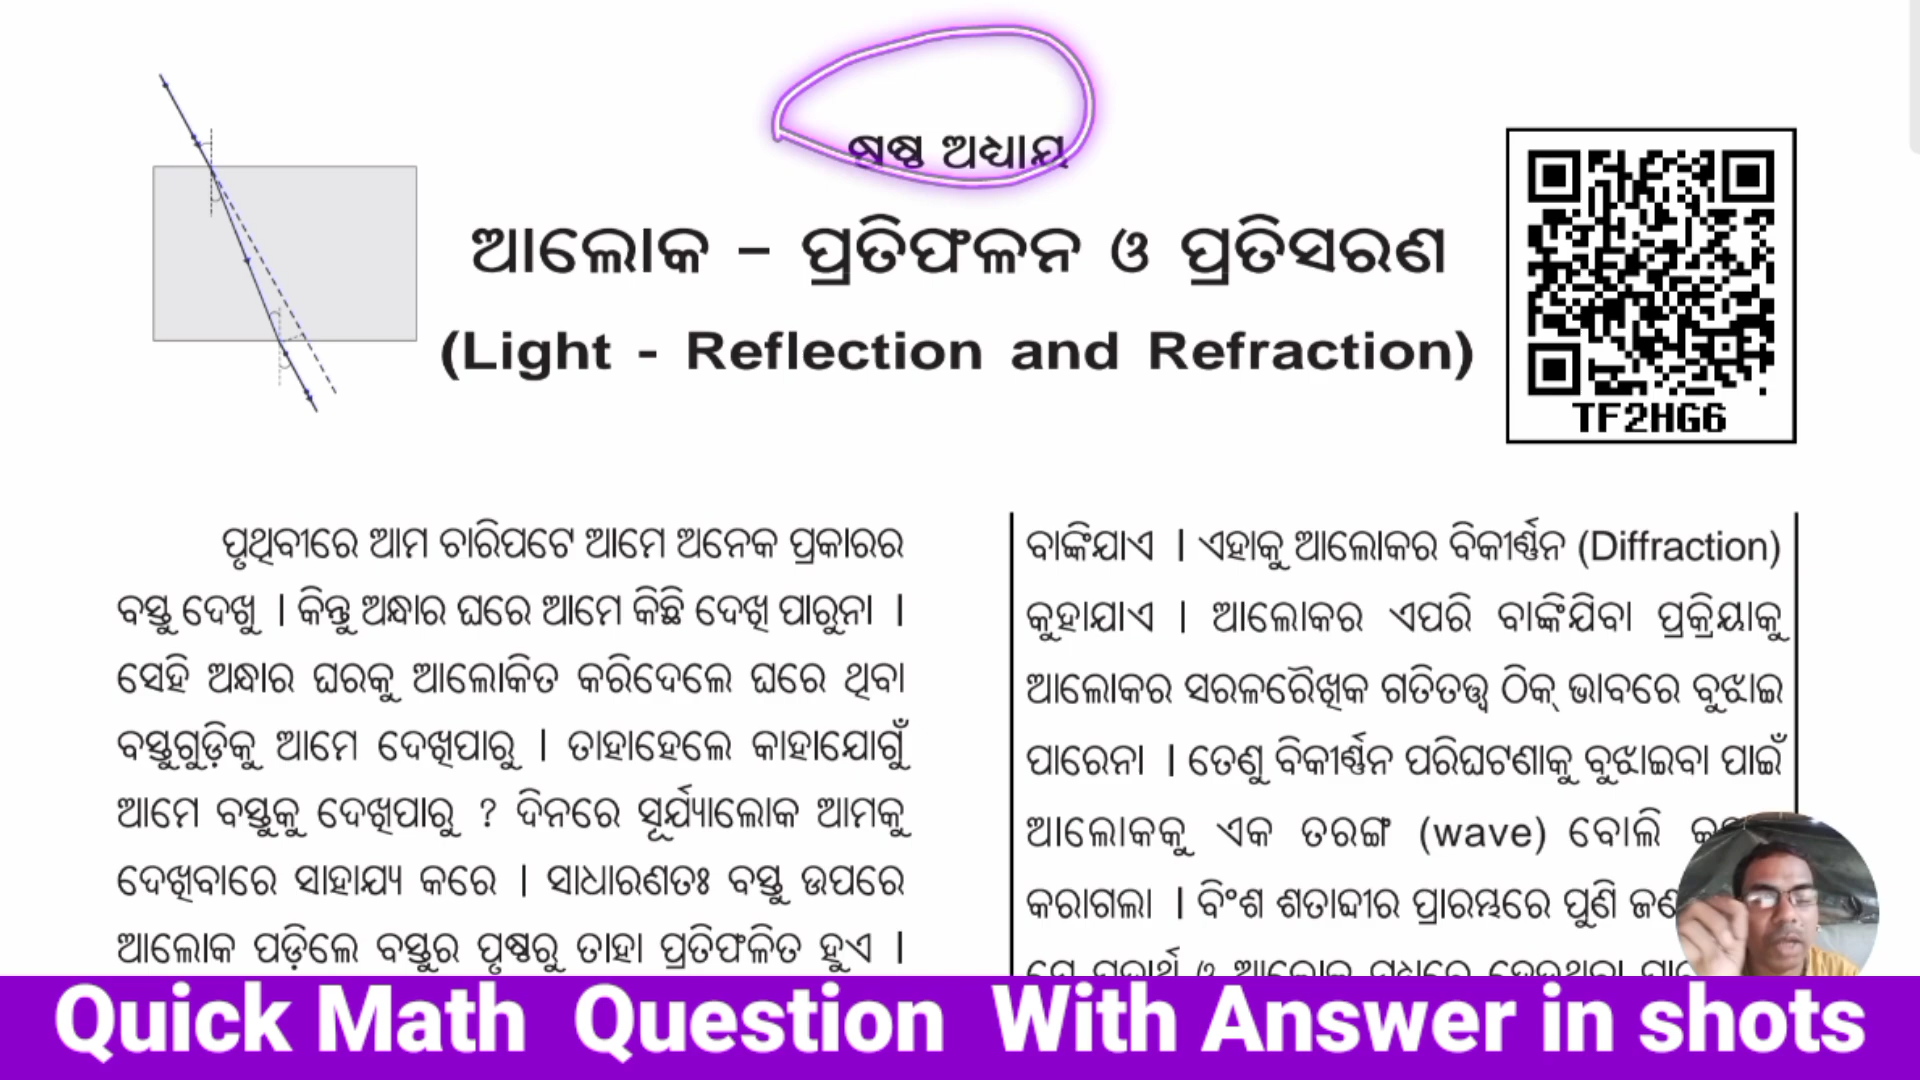 ଷଷ୍ଠ ଅଧ୍ୟାୟ
ଆଲୋକ – ପ୍ରତିଫଳନ ଓ ପ୍ରତିସରଣ
(Light - Reflection and Refraction)
TF2HG6
ପୃଥିବୀରେ ଆମ ଚାରିପଟେ ଆମେ ଅନେକ ପ୍ରକାରର
ବସ୍ତୁ ଦେଖୁ । କିନ୍ତୁ ଅନ୍ଧାର ଘରେ ଆମେ କିଛି ଦେଖି ପାରୁନା ।
ସେହି ଅନ୍ଧାର ଘରକୁ ଆଲୋକିତ କରିଦେଲେ ଘରେ ଥିବା
ବସ୍ତୁଗୁଡ଼ିକୁ ଆମେ ଦେଖିପାରୁ । ତାହାହେଲେ କାହାଯୋଗୁଁ
ଆମେ ବସ୍ତୁକୁ ଦେଖିପାରୁ ? ଦିନରେ ସୂର୍ଯ୍ୟାଲୋକ ଆମକୁ
ଦେଖିବାରେ ସାହାଯ୍ୟ କରେ । ସାଧାରଣତଃ ବସ୍ତୁ ଉପରେ
ଆଲୋକ ପଡ଼ିଲେ ବସ୍ତୁର ପୃଷ୍ଠରୁ ତାହା ପ୍ରତିଫଳିତ ହୁଏ ।
ବାଙ୍କିଯାଏ । ଏହାକୁ ଆଲୋକର ବିକୀର୍ଣ୍ଣନ (Diffraction)
କୁହାଯାଏ । ଆଲୋକର ଏପରି ବାଙ୍କିଯିବା ପ୍ରକ୍ରିୟାକୁ
ଆଲୋକର ସରଳରୈଖିକ ଗତିତତ୍ତ୍ୱ ଠିକ୍ ଭାବରେ ବୁଝାଇ
ପାରେନା । ତେଣୁ ବିକୀର୍ଣ୍ଣନ ପରିଘଟଣାକୁ ବୁଝାଇବା ପାଇଁ
ଆଲୋକକୁ ଏକ ତରଙ୍ଗ (wave) ବୋଲି
କରାଗଲା । ବିଂଶ ଶତାବ୍ଦୀର ପ୍ରାରମ୍ଭରେ ପୁଣି
Quick Math Question With Answer in shots